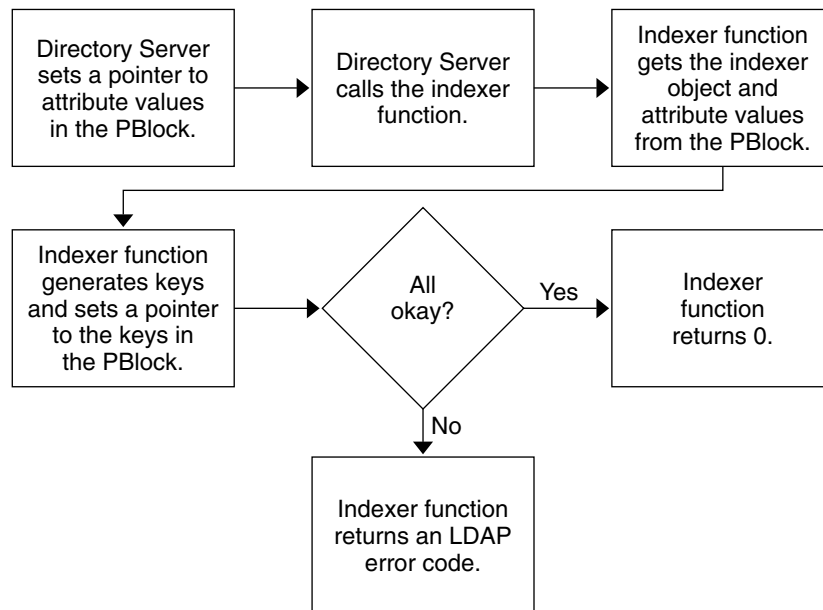 Directory Server
sets a pointer to
attribute values
in the PBlock.
Directory Server
calls the indexer
function.
Indexer function
gets the indexer
object and
attribute values
from the PBlock.
Indexer function
generates keys
and sets a pointer
to the keys in
the PBlock.
All
okay?
Yes
Indexer
function
returns 0.
No
Indexer function
returns an LDAP
error code.